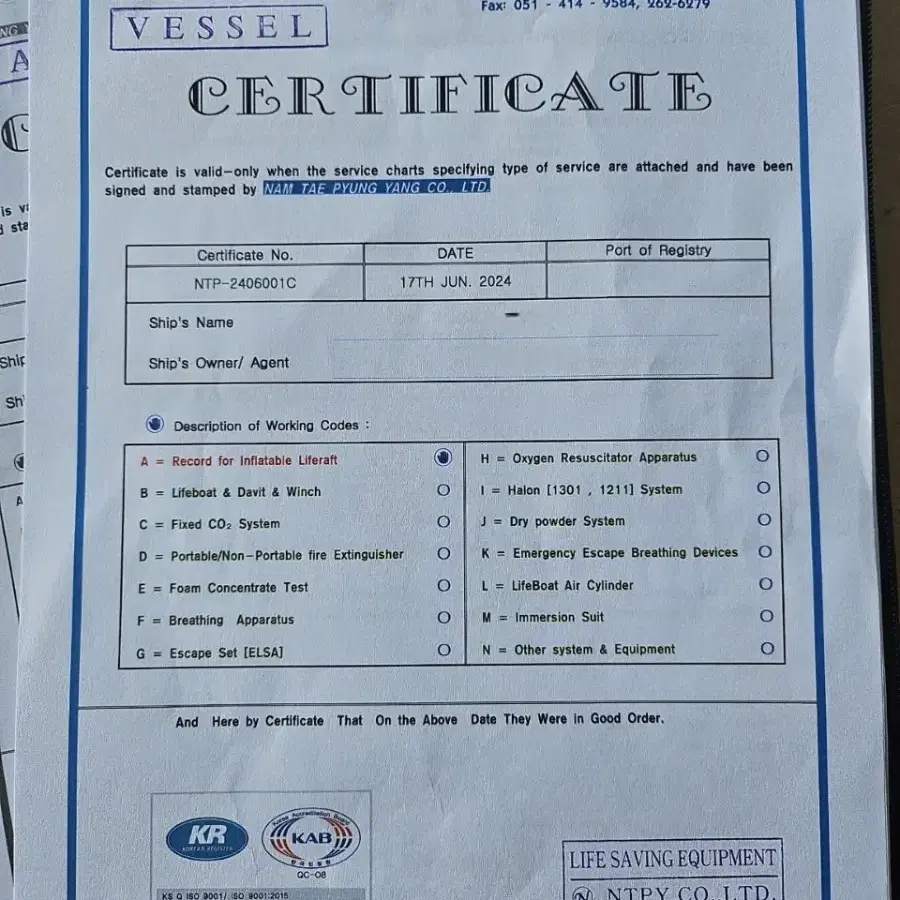 Fax: 051 - 414 - 9584, 262-6279
VESSEL
CERTIFICATE
Certificate is valid-only when the service charts specifying type of service are attached and have been
signed and stamped by NAM TAE PYUNG YANG CO., LTD.
Certificate No. DATE Port of Registry
NTP-2406001C 17TH JUN. 2024
Ship's Name
Ship's Owner/ Agent
Description of Working Codes :
A = Record for Inflatable Liferaft
B = Lifeboat & Davit & Winch
C = Fixed CO₂ System
D = Portable/Non-Portable fire Extinguisher
E = Foam Concentrate Test
F = Breathing Apparatus
G = Escape Set [ELSA]
H = Oxygen Resuscitator Apparatus
I = Halon [1301 , 1211] System
J = Dry powder System
K = Emergency Escape Breathing Devices
L = LifeBoat Air Cylinder
M = Immersion Suit
N = Other system & Equipment
And Here by Certificate That On the Above Date They Were in Good Order.
KR
KOREAN REGISTER
Korea Accreditation Board
KAB
QC-08
KS Q ISO 9001/ ISO 9001:2015
LIFE SAVING EQUIPMENT
NTPY CO., LTD.